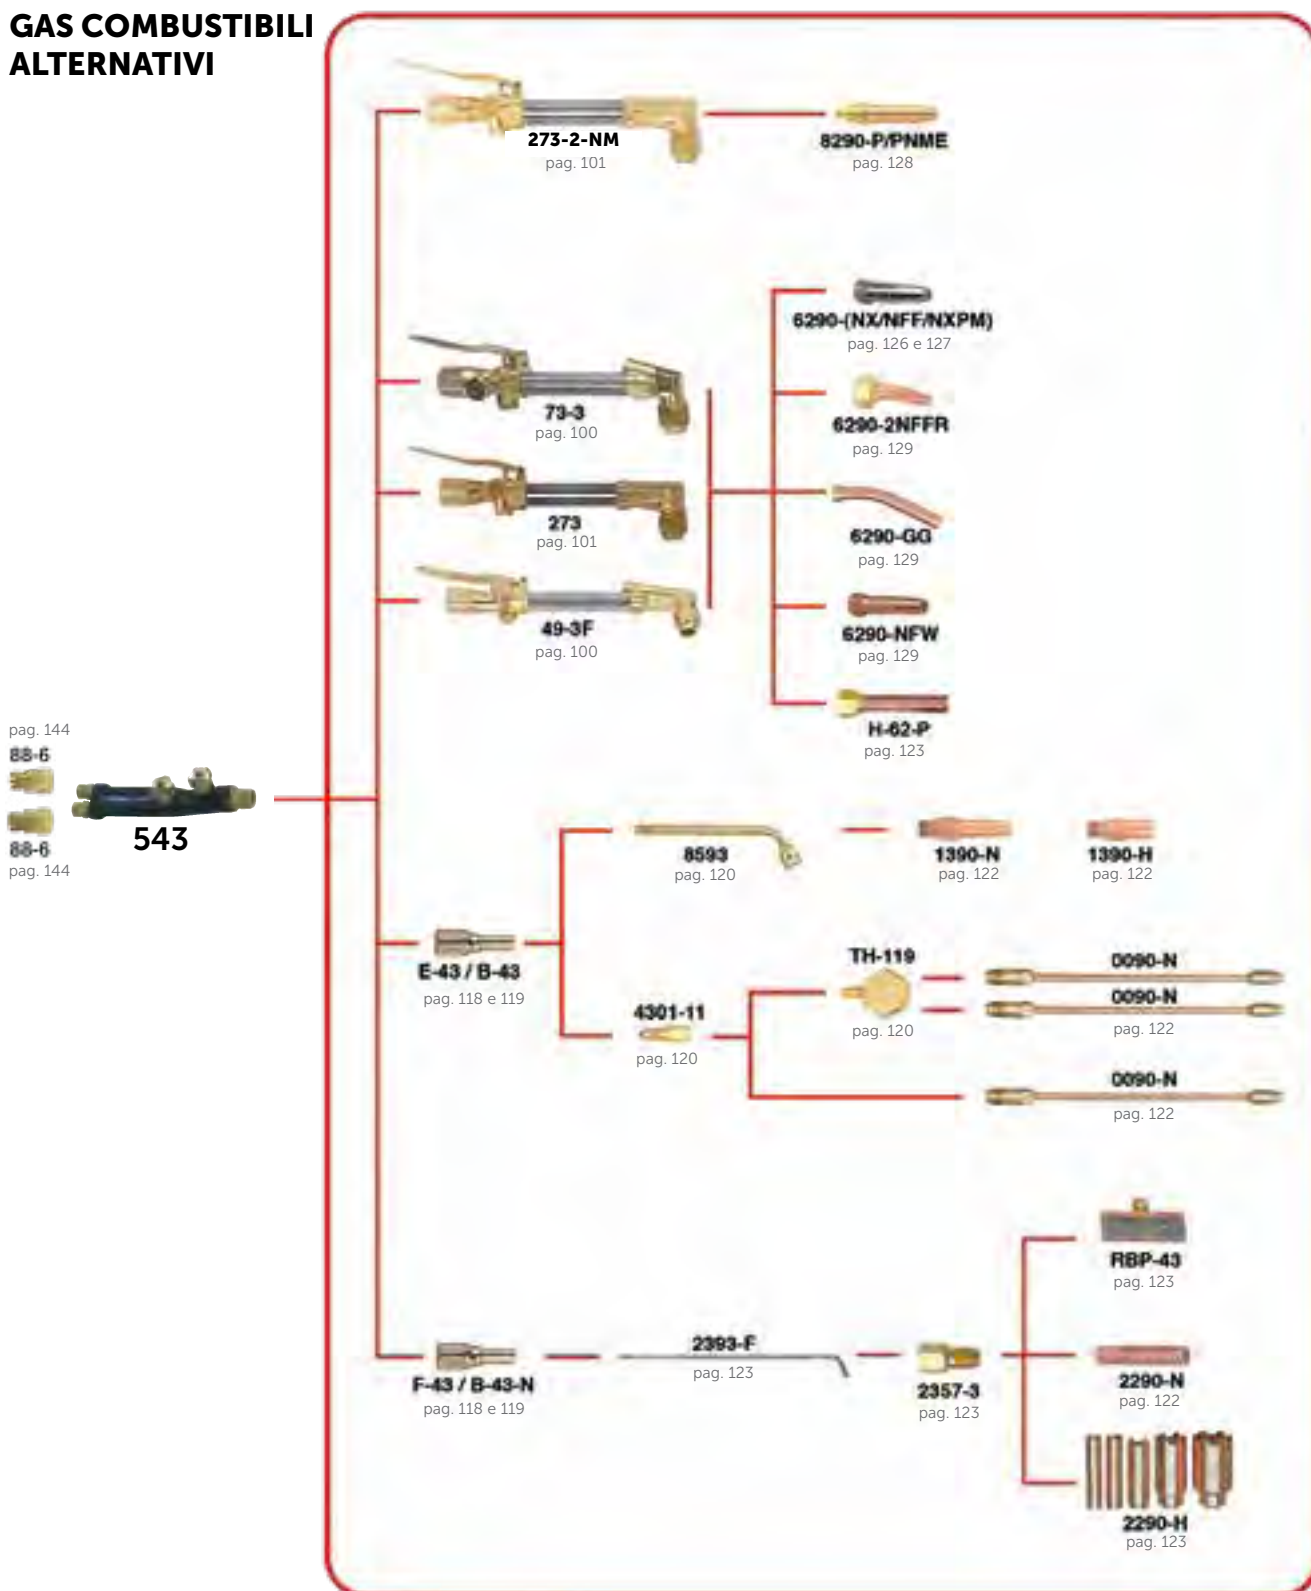 GAS COMBUSTIBILI
ALTERNATIVI
273-2-NM
pag. 101
8290-P/PNME
pag. 128
6290-(NX/NFF/NXPM)
pag. 126 e 127
73-3
pag. 100
6290-2NFFR
pag. 129
273
pag. 101
6290-GG
pag. 129
49-3F
pag. 100
6290-NFW
pag. 129
H-62-P
pag. 123
pag. 144
88-6
543
88-6
pag. 144
8593
pag. 120
1390-N
pag. 122
1390-H
pag. 122
E-43 / B-43
pag. 118 e 119
TH-119
pag. 120
0090-N
0090-N
pag. 122
4301-11
pag. 120
0090-N
pag. 122
RBP-43
pag. 123
F-43 / B-43-N
pag. 118 e 119
2393-F
pag. 123
2357-3
pag. 123
2290-N
pag. 122
2290-H
pag. 123